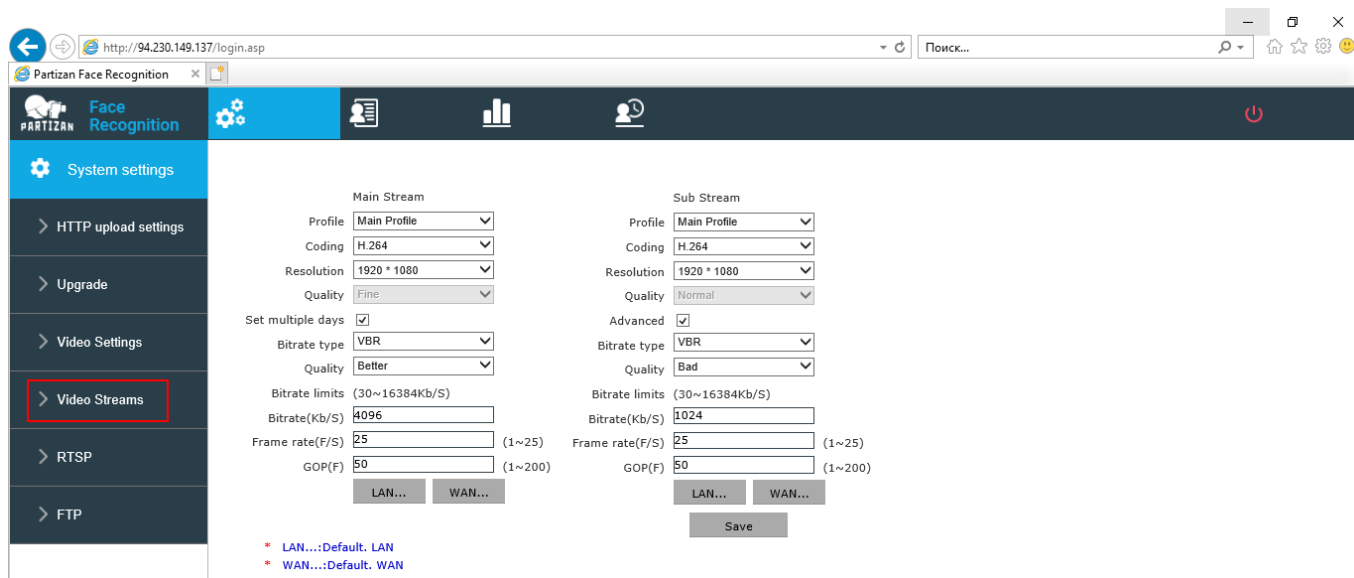 http://94.230.149.137/login.asp
Поиск...
Partizan Face Recognition
PARTIZAN
Face Recognition
System settings
HTTP upload settings
Upgrade
Video Settings
Video Streams
RTSP
FTP
Main Stream
Profile Main Profile
Coding H.264
Resolution 1920 * 1080
Quality Fine
Set multiple days
Bitrate type VBR
Quality Better
Bitrate limits (30~16384Kb/S)
Bitrate(Kb/S) 4096
Frame rate(F/S) 25 (1~25)
GOP(F) 50 (1~200)
LAN... WAN...
Sub Stream
Profile Main Profile
Coding H.264
Resolution 1920 * 1080
Quality Normal
Advanced
Bitrate type VBR
Quality Bad
Bitrate limits (30~16384Kb/S)
Bitrate(Kb/S) 1024
Frame rate(F/S) 25 (1~25)
GOP(F) 50 (1~200)
LAN... WAN...
Save
* LAN...:Default. LAN
* WAN...:Default. WAN